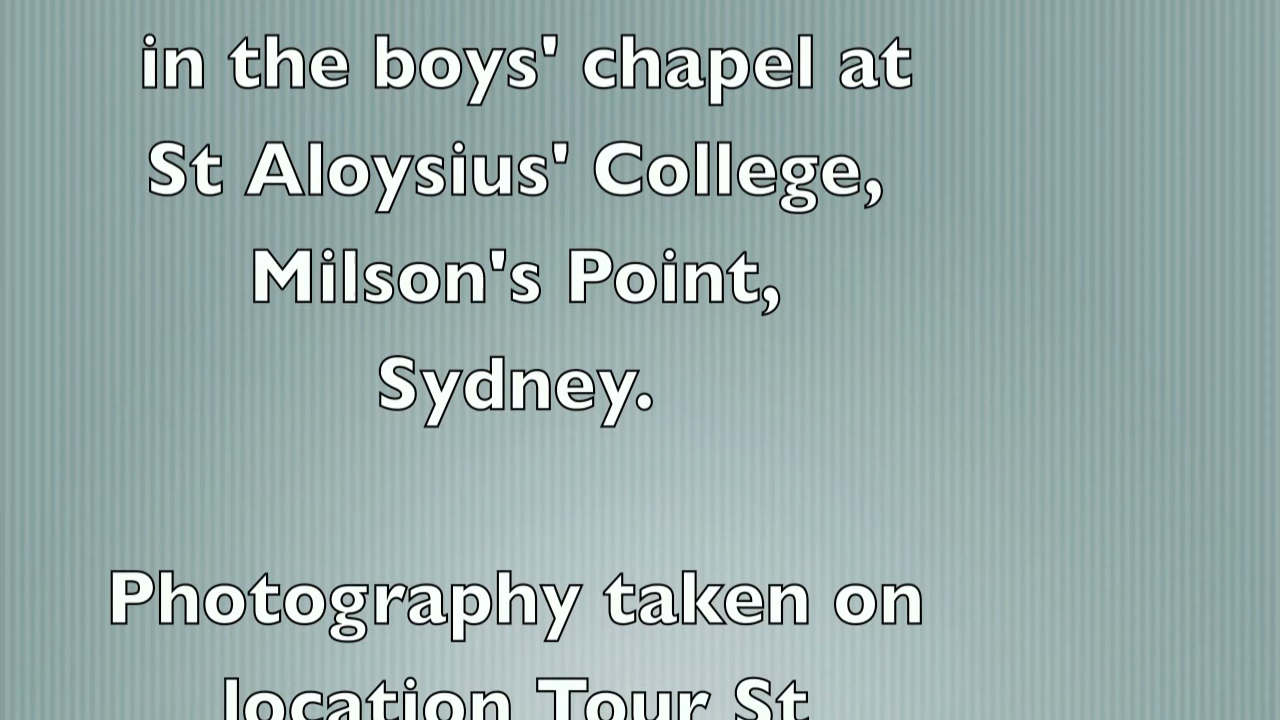 in the boys' chapel at
St Aloysius' College,
Milson's Point,
Sydney.
Photography taken on
location Tour St